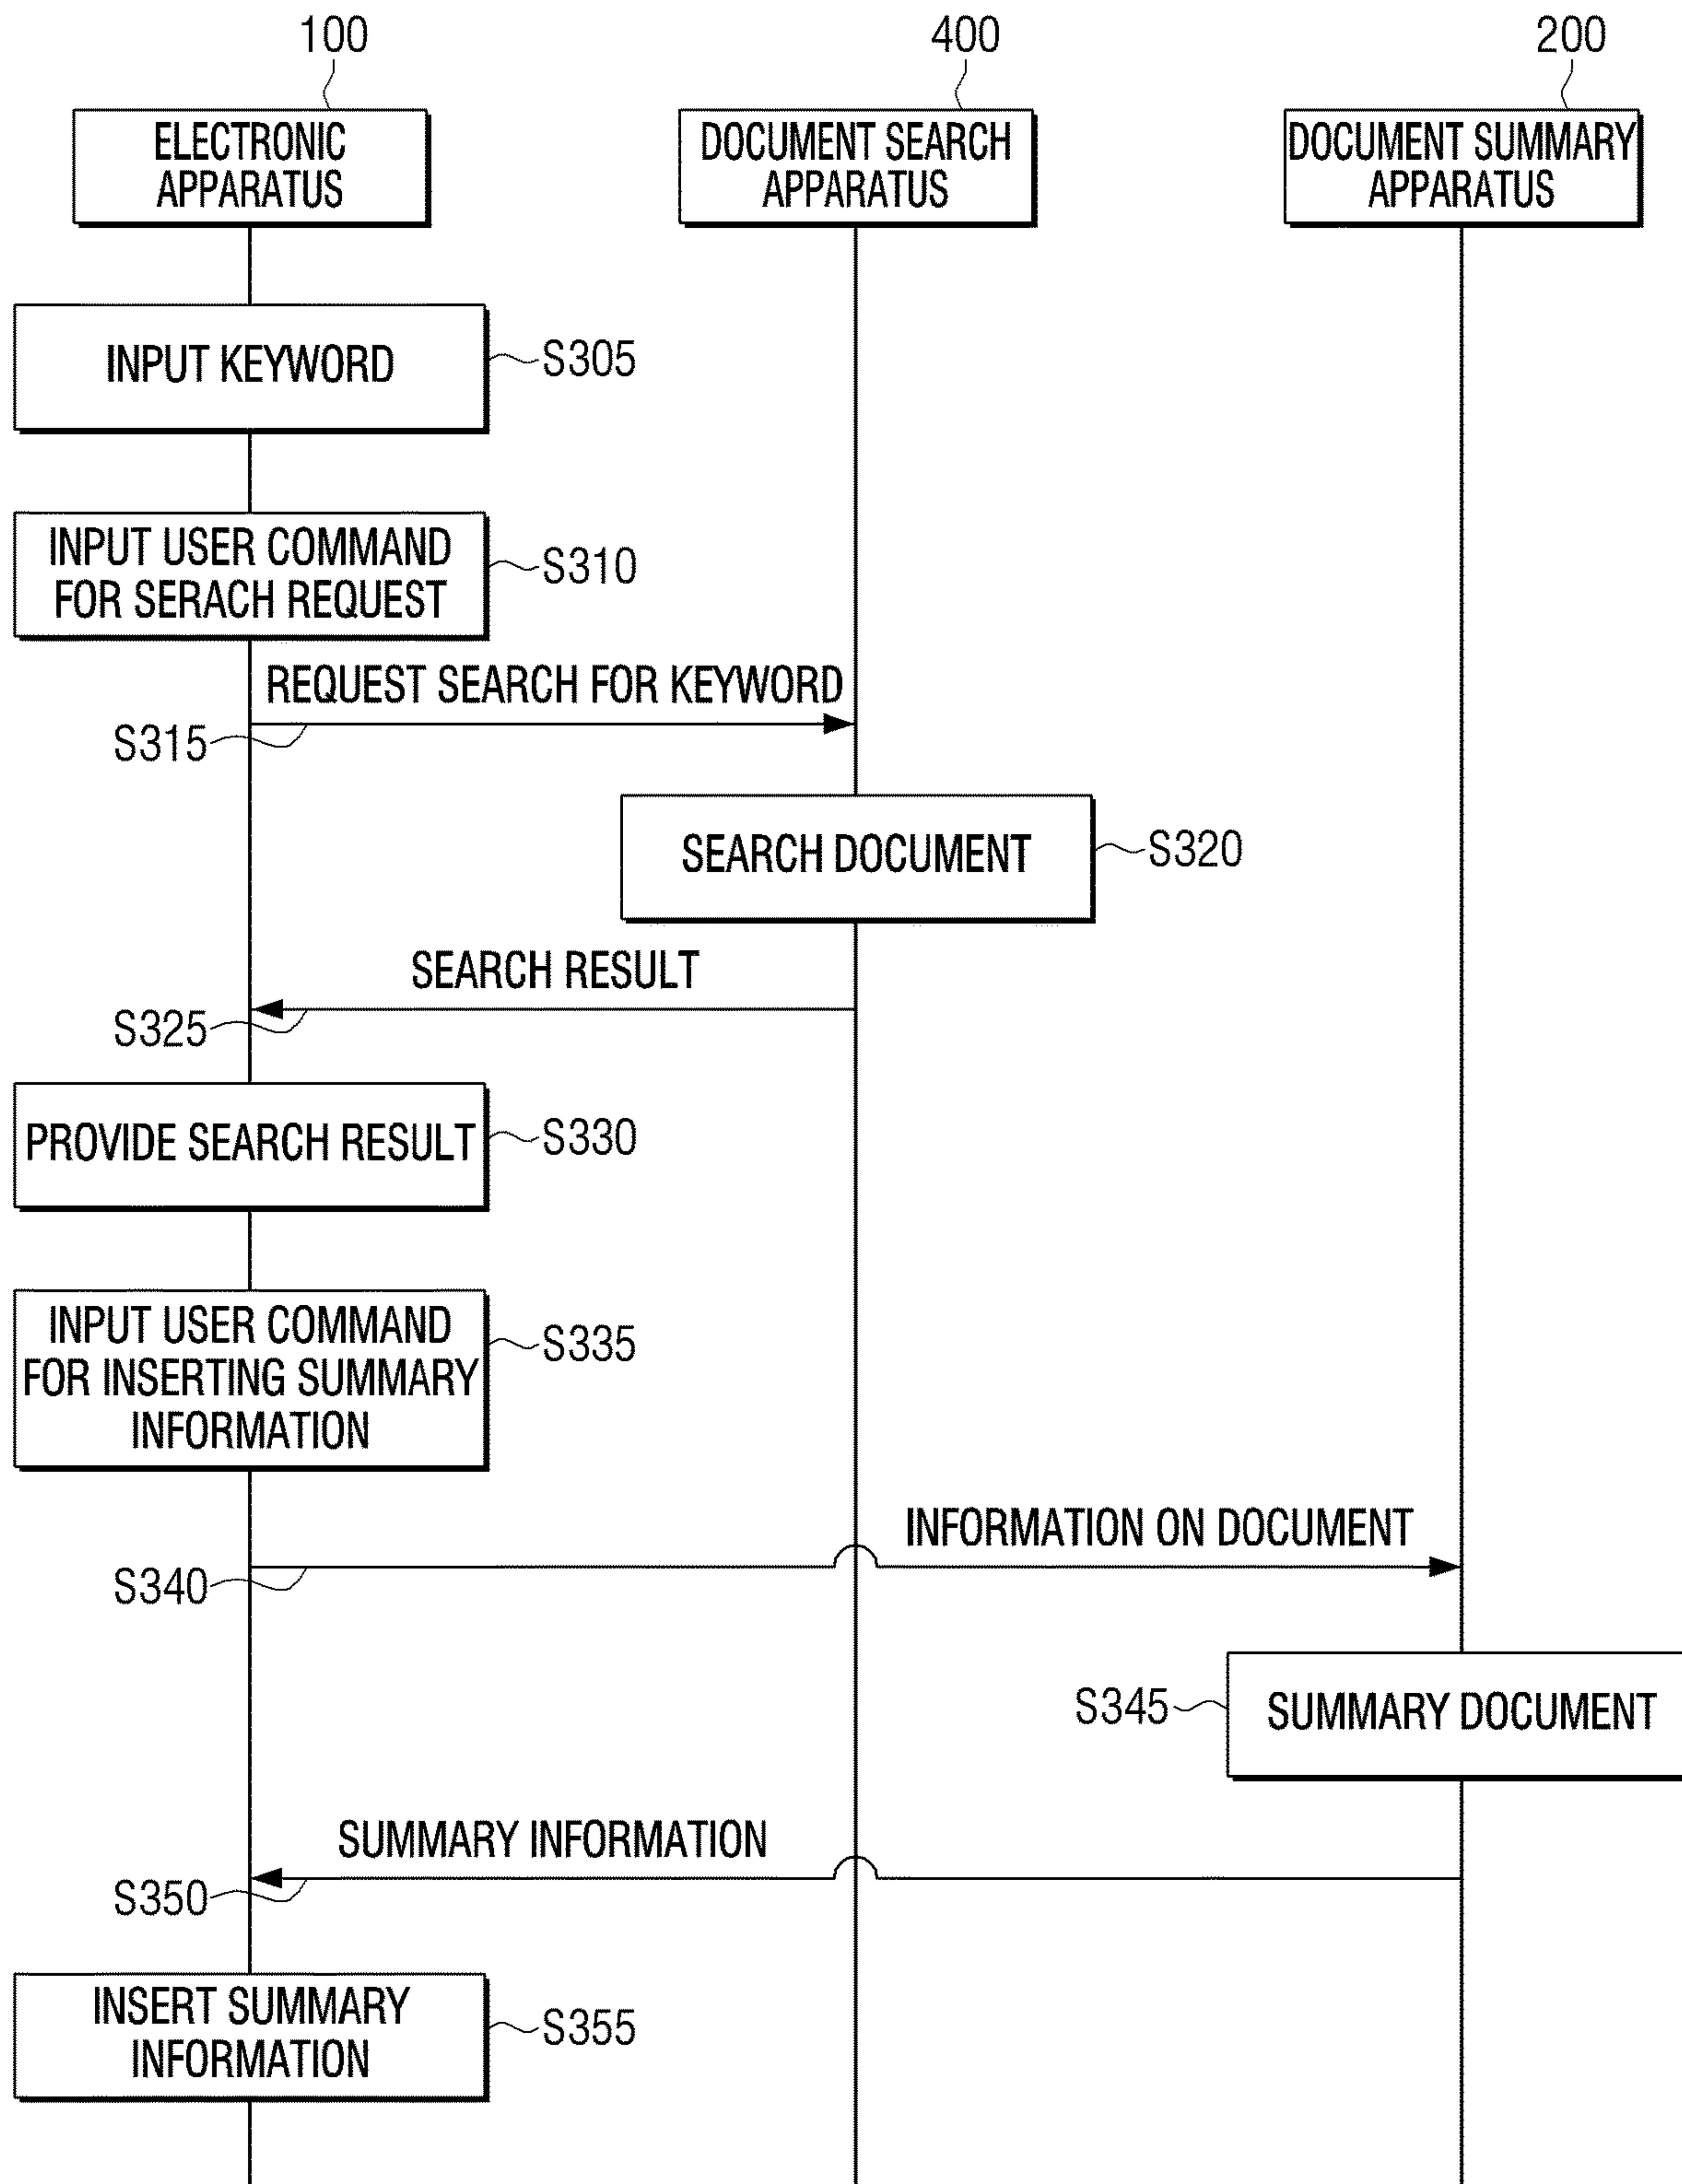 100
400
200
ELECTRONIC
APPARATUS
DOCUMENT SEARCH
APPARATUS
DOCUMENT SUMMARY
APPARATUS
INPUT KEYWORD
S305
INPUT USER COMMAND
FOR SERACH REQUEST
S310
REQUEST SEARCH FOR KEYWORD
S315
SEARCH DOCUMENT
S320
SEARCH RESULT
S325
PROVIDE SEARCH RESULT
S330
INPUT USER COMMAND
FOR INSERTING SUMMARY
INFORMATION
S335
INFORMATION ON DOCUMENT
S340
S345
SUMMARY DOCUMENT
SUMMARY INFORMATION
S350
INSERT SUMMARY
INFORMATION
S355